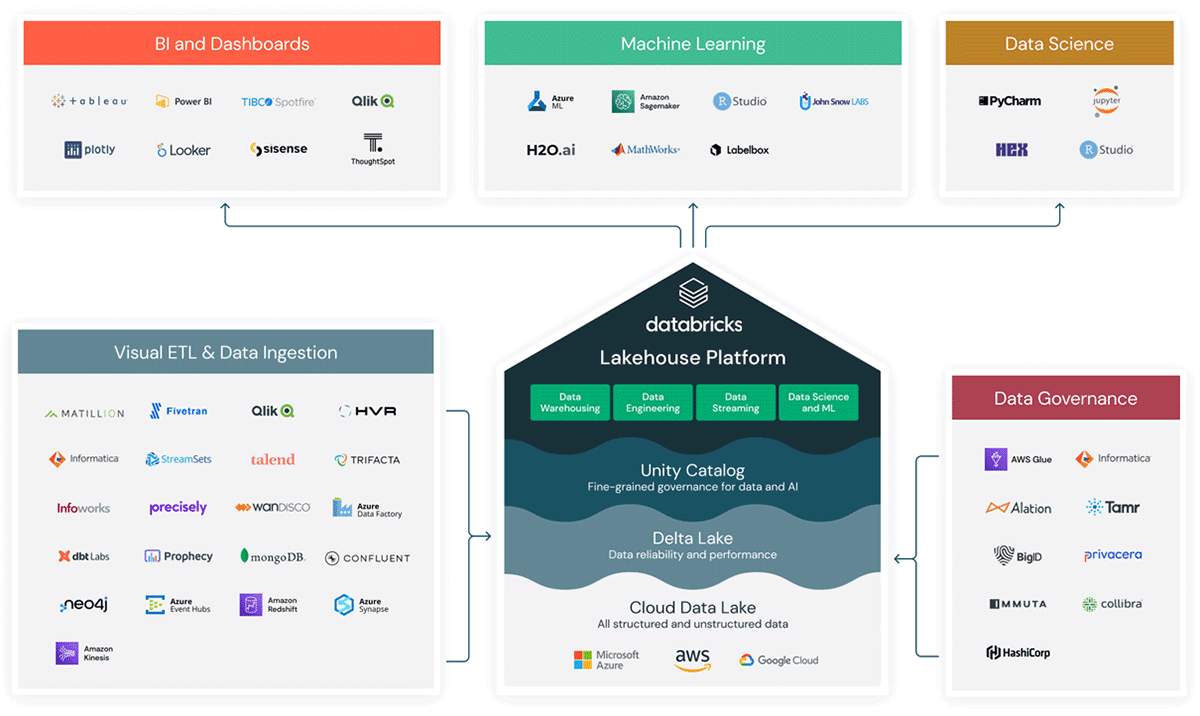 BI and Dashboards
+ableau
Power BI
TIBCO Spotfire
Qlik
plotly
Looker
sisense
T.
ThoughtSpot
Machine Learning
Azure
ML
Amazon
Sagemaker
R Studio
John Snow LABS
H2O.ai
MathWorks
Labelbox
Data Science
PyCharm
jupyter
HEX
R Studio
databricks
Lakehouse Platform
Data
Warehousing
Data
Engineering
Data
Streaming
Data Science
and ML
Unity Catalog
Fine-grained governance for data and AI
Delta Lake
Data reliability and performance
Cloud Data Lake
All structured and unstructured data
Microsoft
Azure
aws
Google Cloud
Visual ETL & Data Ingestion
MATILLION
Fivetran
Qlik
HVR
Informatica
StreamSets
talend
TRIFACTA
Infoworks
precisely
WANDISCO
Azure
Data Factory
dbt Labs
Prophecy
mongoDB.
CONFLUENT
neo4j
Azure
Event Hubs
Amazon
Redshift
Azure
Synapse
Amazon
Kinesis
Data Governance
AWS Glue
Informatica
Alation
Tamr
BigID
privacera
IMMUTA
collibra
HashiCorp